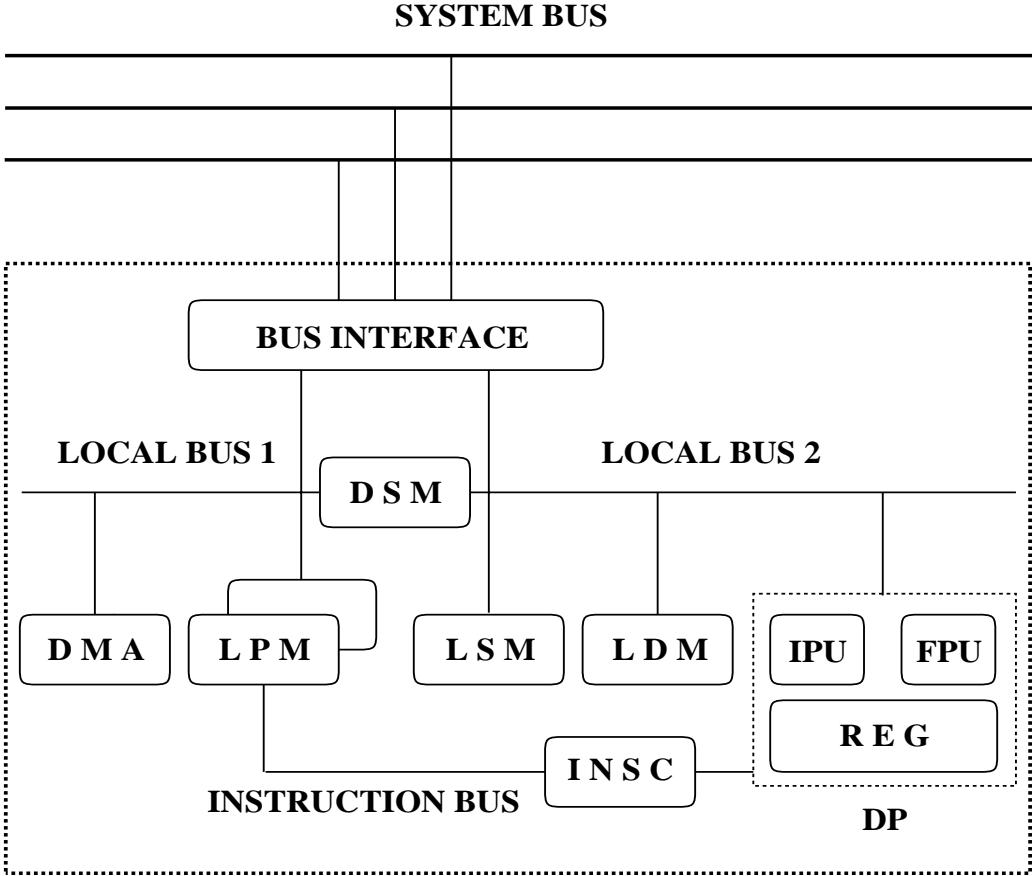 SYSTEM BUS
BUS INTERFACE
LOCAL BUS 1
LOCAL BUS 2
D S M
D M A
L P M
L S M
L D M
IPU
FPU
R E G
I N S C
INSTRUCTION BUS
DP